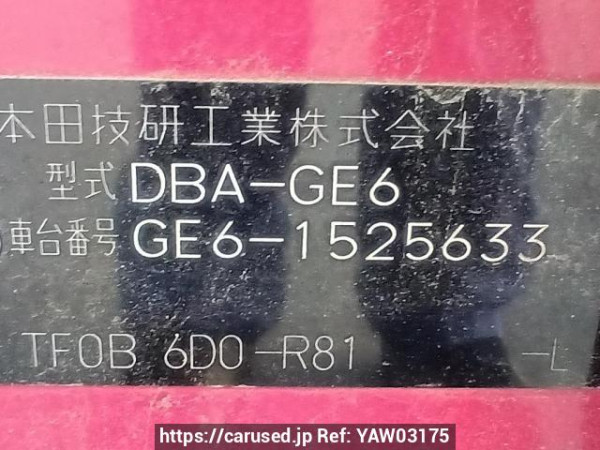 本田技研工業株式会社
型式 DBA-GE6
車台番号 GE6-1525633
TF0B 6D0-R81 -L
https://carused.jp Ref: YAW03175